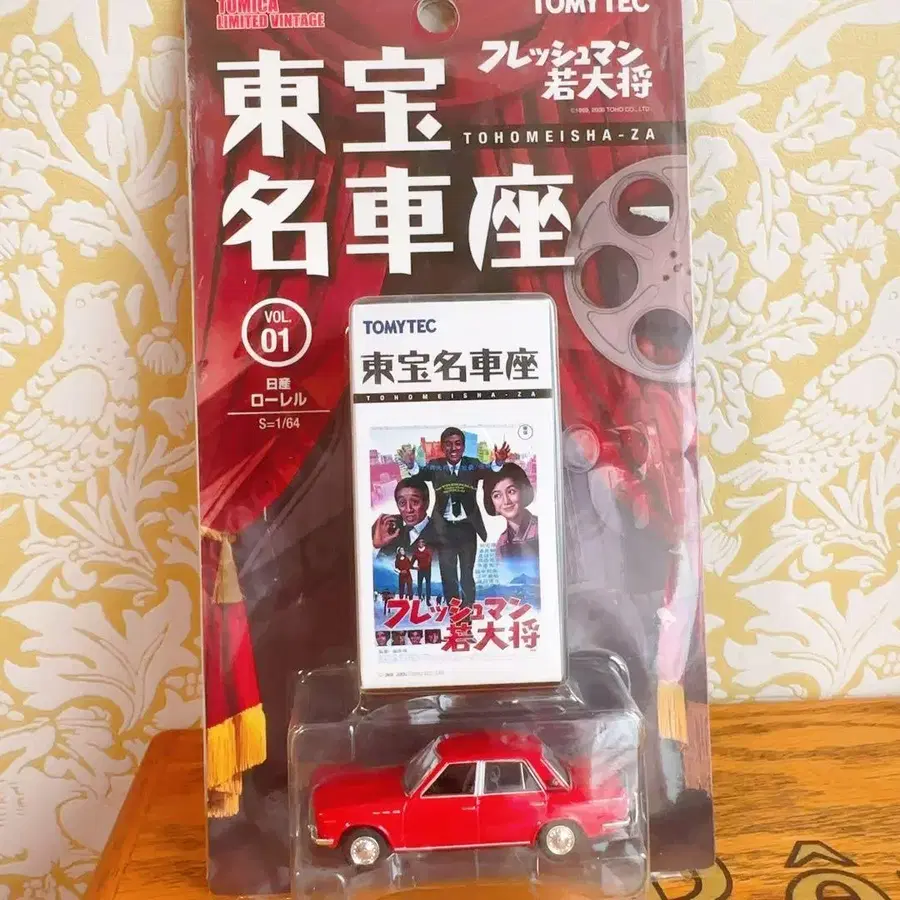 TOMICA
LIMITED VINTAGE
TOMYTEC
フレッシュマン
若大将
東宝
TOHOMEISHA-ZA
名車座
VOL.
01
日産
ローレル
S=1/64
TOMYTEC
東宝名車座
TOHOMEISHA-ZA
フレッシュマン
若大将